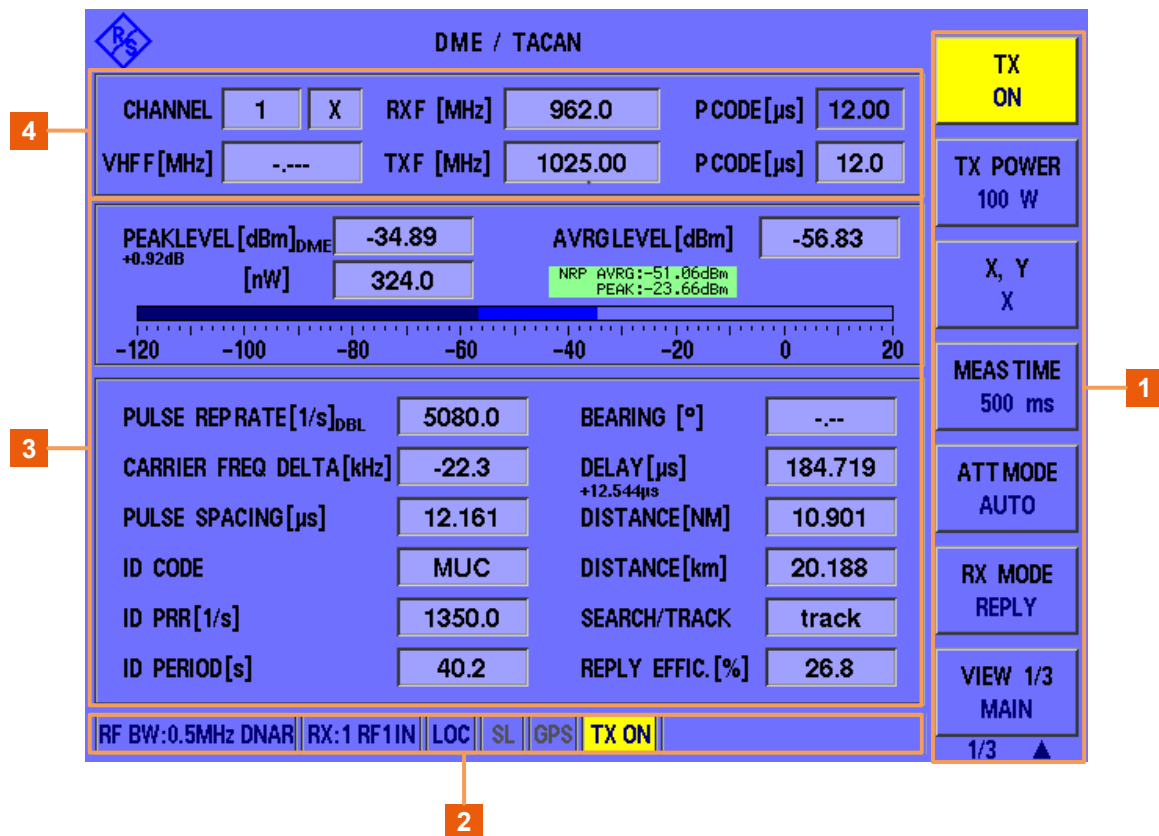 R/S
DME / TACAN
CHANNEL 1 X RXF [MHz] 962.0 PCODE[µs] 12.00
VHFF[MHz] -.--- TXF [MHz] 1025.00 PCODE[µs] 12.0
PEAKLEVEL[dBm]DME -34.89 AVRGLEVEL[dBm] -56.83
+0.92dB
[nW] 324.0 NRP AVRG:-51.06dBm
PEAK:-23.66dBm
-120 -100 -80 -60 -40 -20 0 20
PULSE REPRATE[1/s]DBL 5080.0 BEARING [°] -.--
CARRIER FREQ DELTA[kHz] -22.3 DELAY[µs] 184.719
+12.544µs
PULSE SPACING[µs] 12.161 DISTANCE[NM] 10.901
ID CODE MUC DISTANCE[km] 20.188
ID PRR[1/s] 1350.0 SEARCH/TRACK track
ID PERIOD[s] 40.2 REPLY EFFIC.[%] 26.8
RF BW:0.5MHz DNAR RX:1 RF1IN LOC SL GPS TX ON
TX
ON
TX POWER
100 W
X, Y
X
MEASTIME
500 ms
ATTMODE
AUTO
RX MODE
REPLY
VIEW 1/3
MAIN
1/3 ▲
4
3
1
2